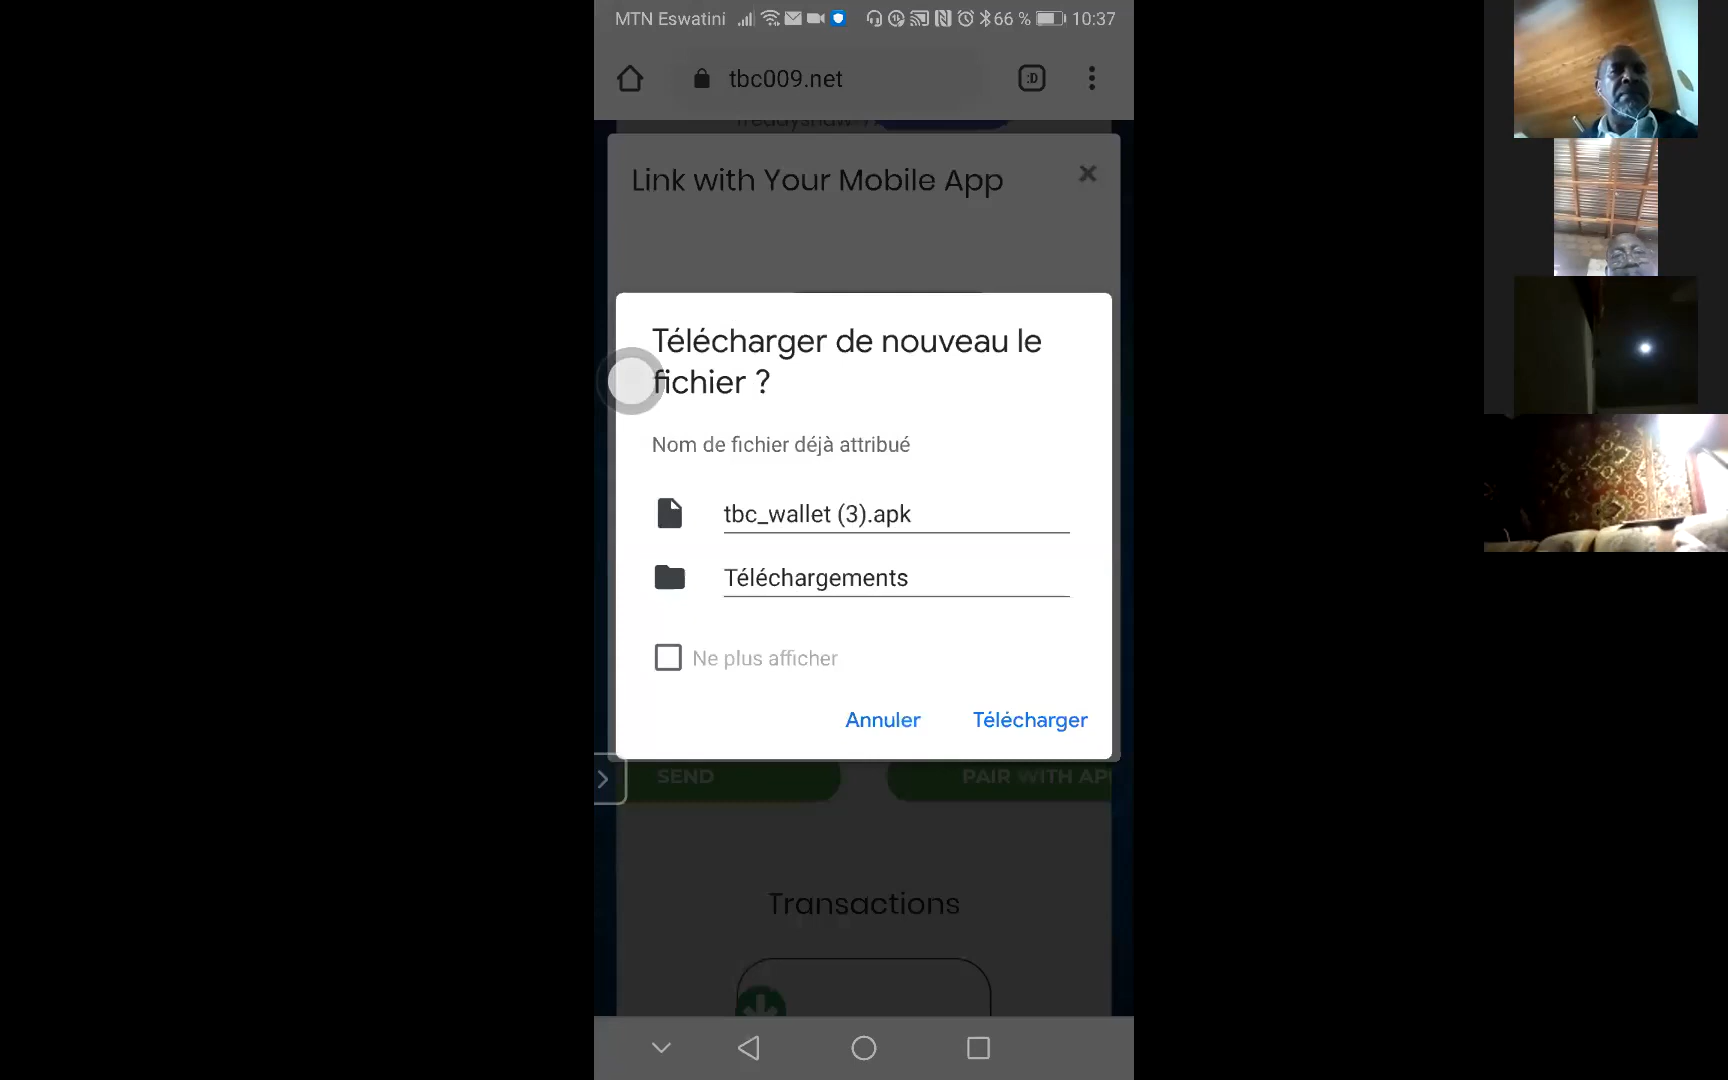 MTN Eswatini 66 % 10:37
tbc009.net :D
Link with Your Mobile App
Télécharger de nouveau le
fichier ?
Nom de fichier déjà attribué
tbc_wallet (3).apk
Téléchargements
Ne plus afficher
Annuler Télécharger
SEND PAIR WITH AP
Transactions